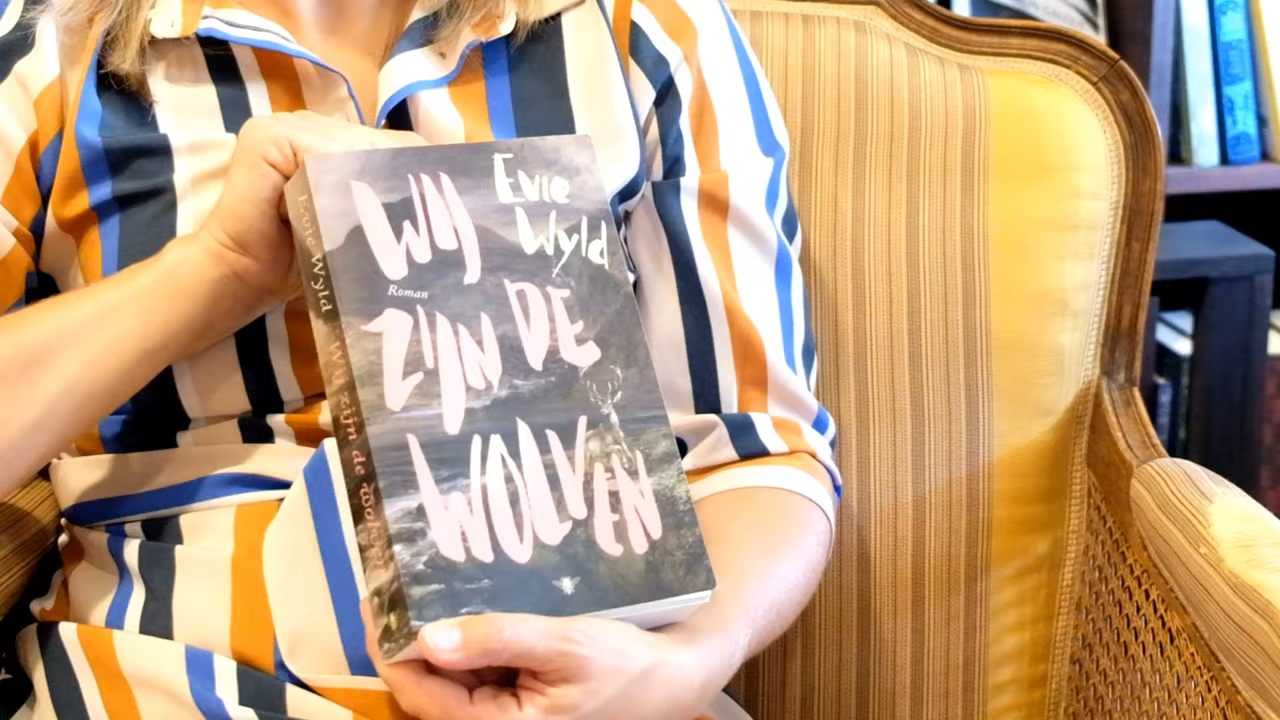 Evie
Wyld
WIJ
Roman
ZIJN DE
WOLVEN
Evie Wyld Wij zijn de wolven